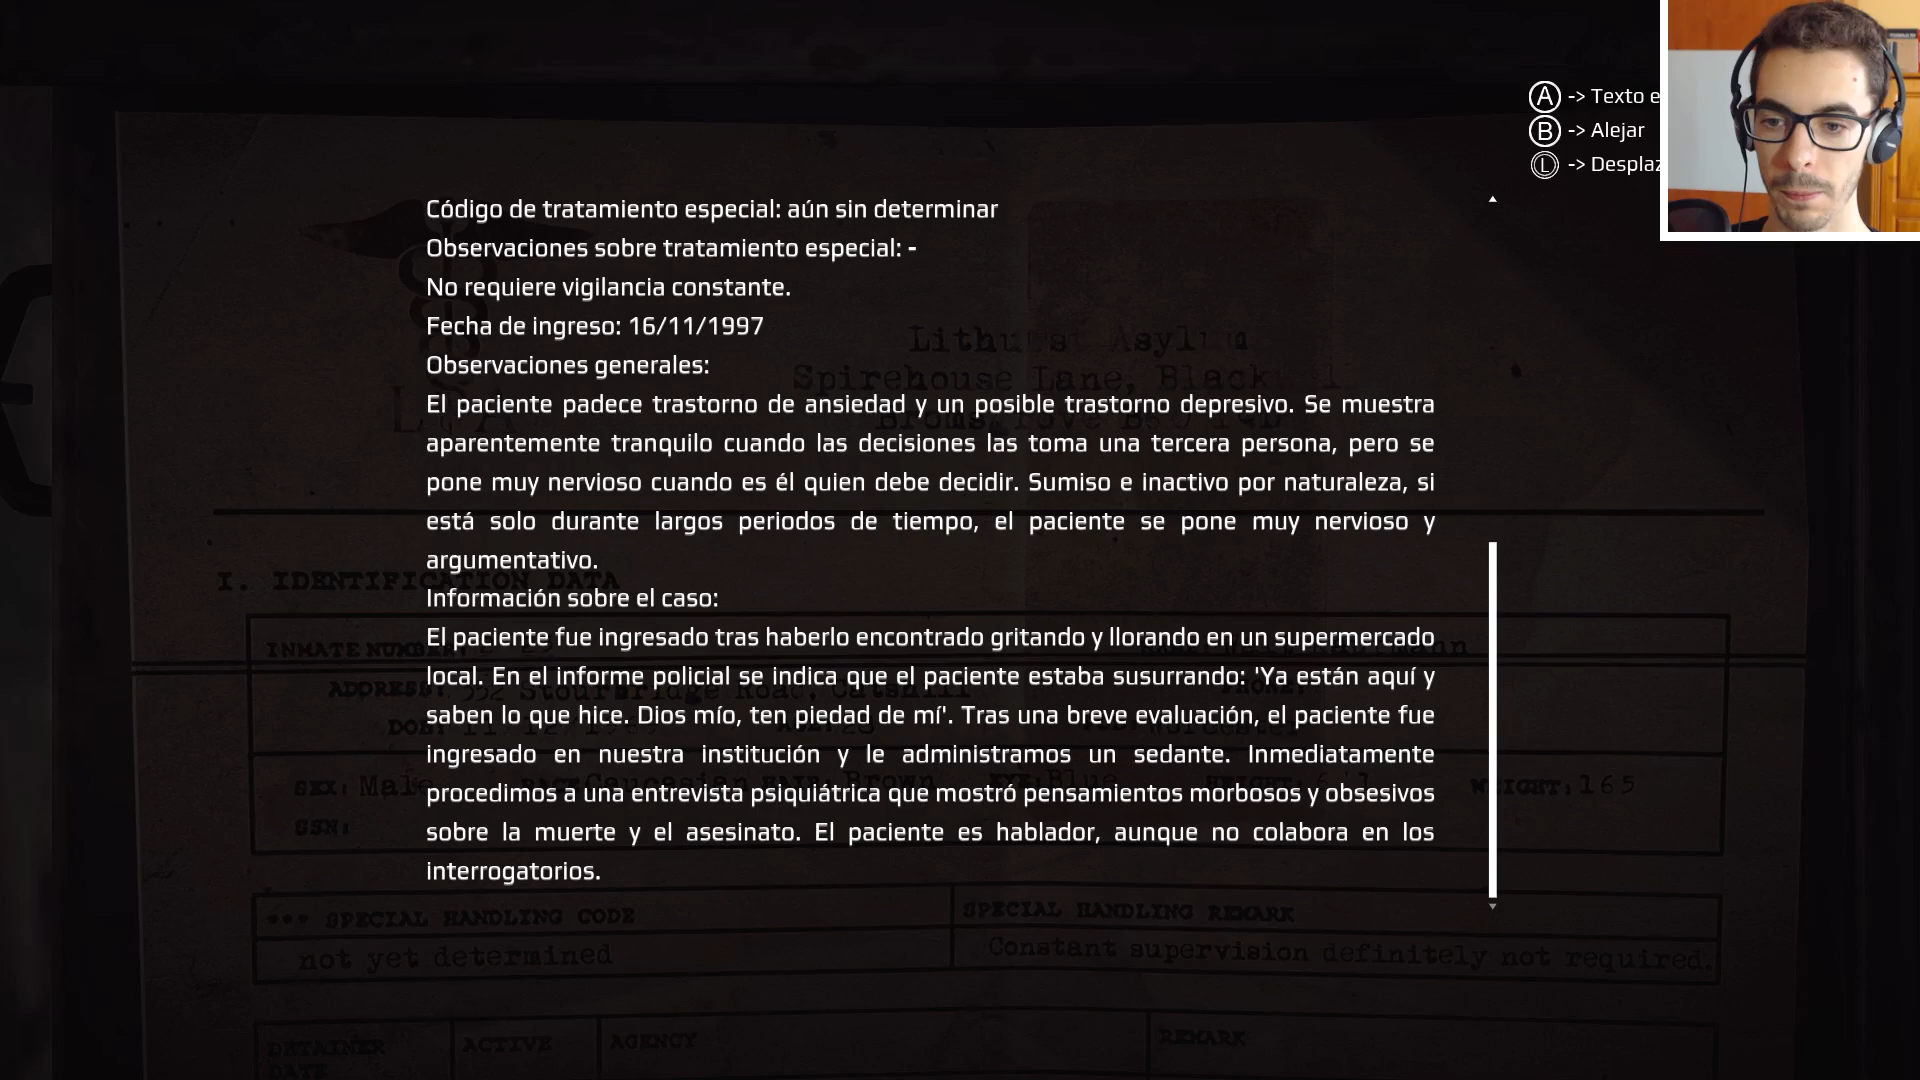 -> Texto e
-> Alejar
-> Desplaz
A
B
L
Código de tratamiento especial: aún sin determinar
Observaciones sobre tratamiento especial: -
No requiere vigilancia constante.
Fecha de ingreso: 16/11/1997
Observaciones generales:
El paciente padece trastorno de ansiedad y un posible trastorno depresivo. Se muestra
aparentemente tranquilo cuando las decisiones las toma una tercera persona, pero se
pone muy nervioso cuando es él quien debe decidir. Sumiso e inactivo por naturaleza, si
está solo durante largos periodos de tiempo, el paciente se pone muy nervioso y
argumentativo.
Información sobre el caso:
El paciente fue ingresado tras haberlo encontrado gritando y llorando en un supermercado
local. En el informe policial se indica que el paciente estaba susurrando: 'Ya están aquí y
saben lo que hice. Dios mío, ten piedad de mí'. Tras una breve evaluación, el paciente fue
ingresado en nuestra institución y le administramos un sedante. Inmediatamente
procedimos a una entrevista psiquiátrica que mostró pensamientos morbosos y obsesivos
sobre la muerte y el asesinato. El paciente es hablador, aunque no colabora en los
interrogatorios.
Spirehouse Lane,
I. IDENTIFICATION DATA
INMATE
ADDRESS: 352 Stourbridge Road, Catshill
SEX: Male
WEIGHT: 165
SSN:
*** SPECIAL HANDLING CODE
SPECIAL HANDLING REMARK
not yet determined
Constant supervision definitely not required.
DETAINER
DATE
ACTIVE
AGENCY
REMARK